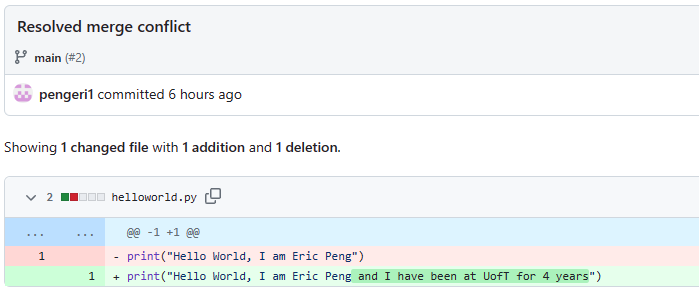 Resolved merge conflict
main (#2)
pengeri1 committed 6 hours ago
Showing 1 changed file with 1 addition and 1 deletion.
2 helloworld.py
... ... @@ -1 +1 @@
1 - print("Hello World, I am Eric Peng")
1 + print("Hello World, I am Eric Peng and I have been at UofT for 4 years")